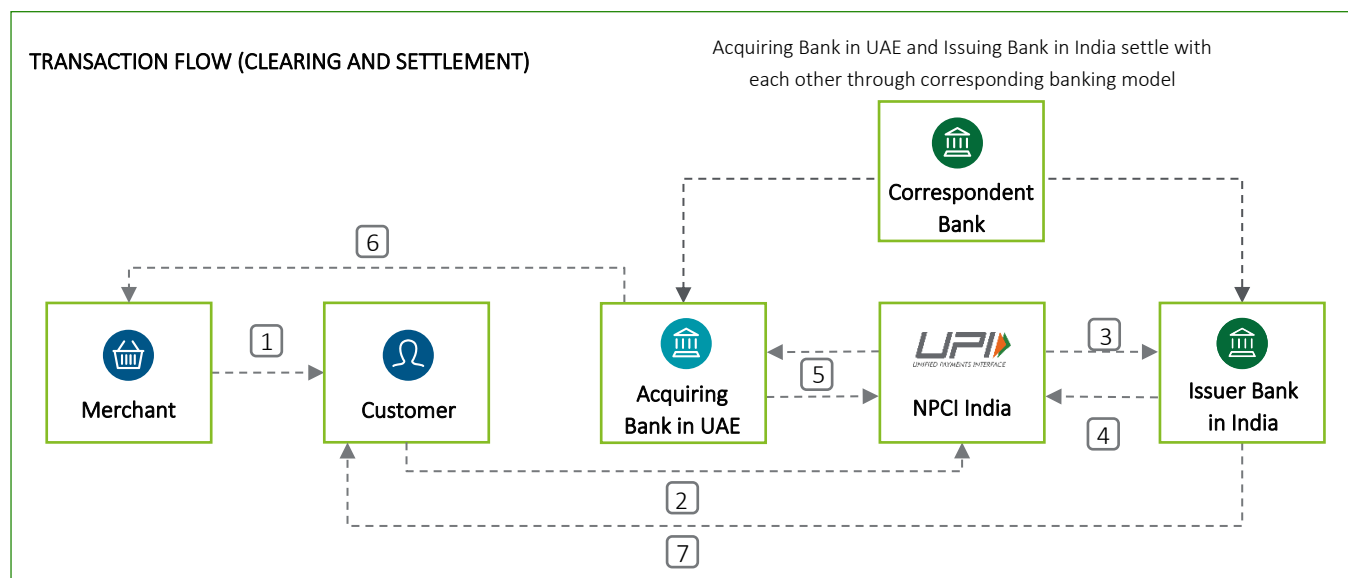 TRANSACTION FLOW (CLEARING AND SETTLEMENT)
Acquiring Bank in UAE and Issuing Bank in India settle with
each other through corresponding banking model
Correspondent
Bank
6
1
Merchant
Customer
Acquiring
Bank in UAE
5
UPI
UNIFIED PAYMENTS INTERFACE
NPCI India
3
4
Issuer Bank
in India
2
7